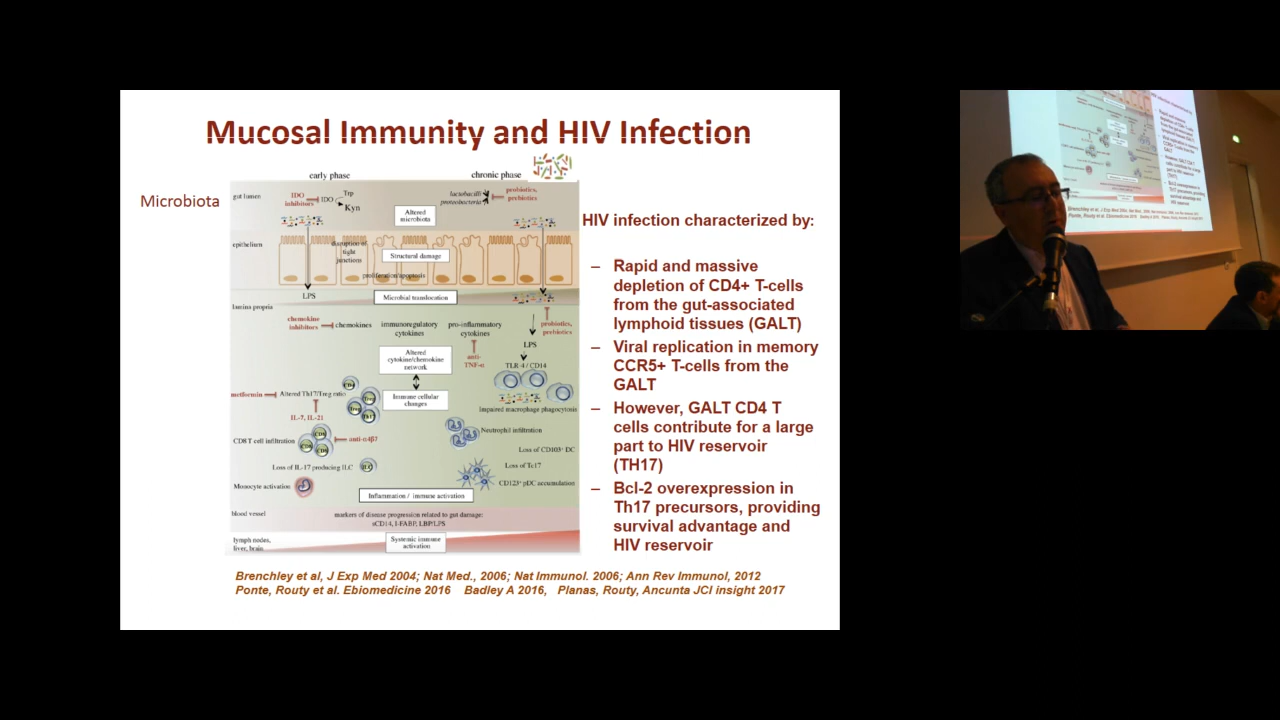 Mucosal Immunity and HIV Infection
early phase
chronic phase
Microbiota
gut lumen
IDO
inhibitors
IDO
Trp
Kyn
lactobacilli
proteobacteria
probiotics,
prebiotics
Altered
microbiota
epithelium
disruption of
tight
junctions
Structural damage
proliferation/apoptosis
LPS
Microbial translocation
lamina propria
chemokine
inhibitors
chemokines
immunoregulatory
cytokines
pro-inflammatory
cytokines
probiotics,
prebiotics
LPS
Altered
cytokine/chemokine
network
anti-
TNF-α
TLR-4 / CD14
metformin
Altered Th17/Treg ratio
CD4
Treg
Treg
Th17
Immune cellular
changes
impaired macrophage phagocytosis
IL-7, IL-21
CD8 T cell infiltration
CD8
CD8
CD8
anti-α4β7
Neutrophil infiltration
Loss of CD103+ DC
Loss of IL-17 producing ILC
ILC
Loss of Tc17
Monocyte activation
CD123+ pDC accumulation
Inflammation / immune activation
blood vessel
markers of disease progression related to gut damage:
sCD14, I-FABP, LBP/LPS
lymph nodes,
liver, brain
Systemic immune
activation
HIV infection characterized by:
– Rapid and massive
depletion of CD4+ T-cells
from the gut-associated
lymphoid tissues (GALT)
– Viral replication in memory
CCR5+ T-cells from the
GALT
– However, GALT CD4 T
cells contribute for a large
part to HIV reservoir
(TH17)
– Bcl-2 overexpression in
Th17 precursors, providing
survival advantage and
HIV reservoir
Brenchley et al, J Exp Med 2004; Nat Med., 2006; Nat Immunol. 2006; Ann Rev Immunol, 2012
Ponte, Routy et al. Ebiomedicine 2016 Badley A 2016, Planas, Routy, Ancunta JCI insight 2017